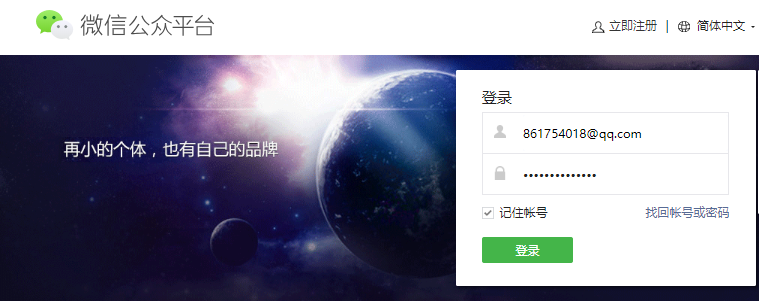 微信公众平台
立即注册 | 简体中文
再小的个体，也有自己的品牌
登录
861754018@qq.com
••••••••••••••
记住帐号
找回帐号或密码
登录